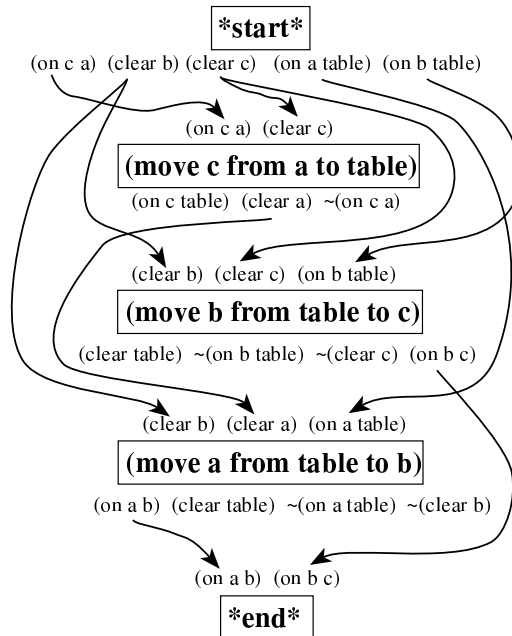 *start*
(on c a) (clear b) (clear c) (on a table) (on b table)
(on c a) (clear c)
(move c from a to table)
(on c table) (clear a) ~(on c a)
(clear b) (clear c) (on b table)
(move b from table to c)
(clear table) ~(on b table) ~(clear c) (on b c)
(clear b) (clear a) (on a table)
(move a from table to b)
(on a b) (clear table) ~(on a table) ~(clear b)
(on a b) (on b c)
*end*